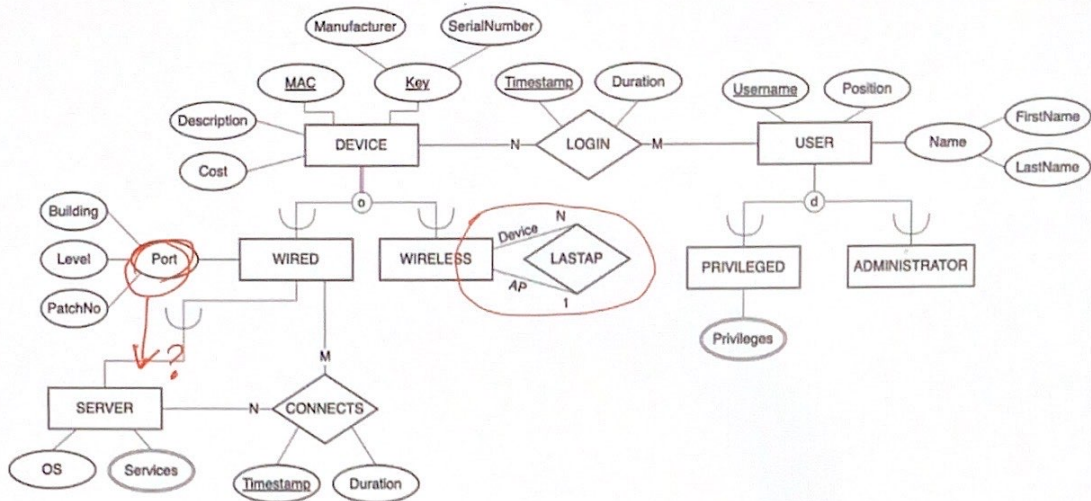 Manufacturer
SerialNumber
MAC
Key
Timestamp
Duration
Username
Position
Description
FirstName
DEVICE
N
LOGIN
M
USER
Name
Cost
LastName
Building
o
d
Device
N
Level
Port
WIRED
WIRELESS
LASTAP
PRIVILEGED
ADMINISTRATOR
AP
1
PatchNo
Privileges
M
?
SERVER
N
CONNECTS
OS
Services
Timestamp
Duration